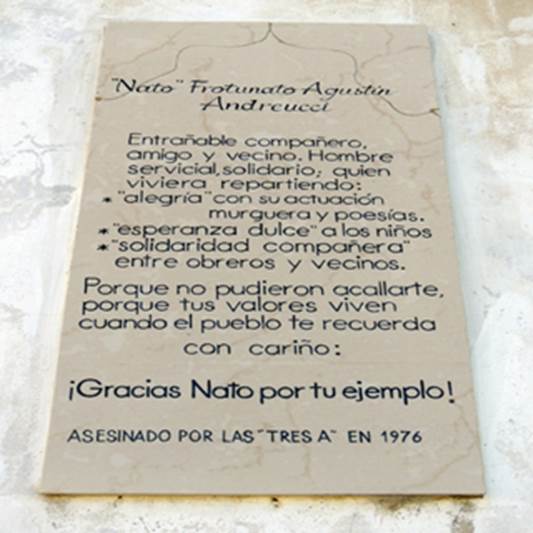 "Nato" Frotunato Agustín
Andreucci
Entrañable compañero,
amigo y vecino. Hombre
servicial, solidario; quien
viviera repartiendo:
* "alegría" con su actuación
murguera y poesías.
* "esperanza dulce" a los niños
* "solidaridad compañera"
entre obreros y vecinos.
Porque no pudieron acallarte,
porque tus valores viven
cuando el pueblo te recuerda
con cariño:
¡Gracias Nato por tu ejemplo!
ASESINADO POR LAS "TRES A" EN 1976